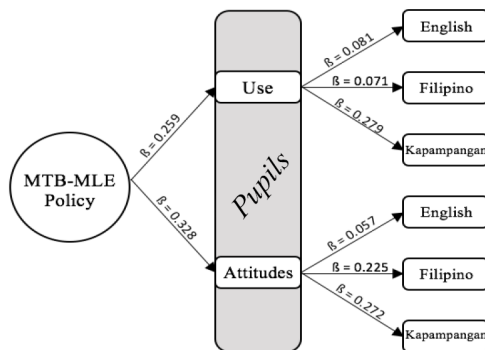 English
ß = 0.081
Use
ß = 0.071
Filipino
ß = 0.279
Kapampangan
ß = 0.259
MTB-MLE
Policy
Pupils
ß = 0.328
English
ß = 0.057
Attitudes
ß = 0.225
Filipino
ß = 0.272
Kapampangan